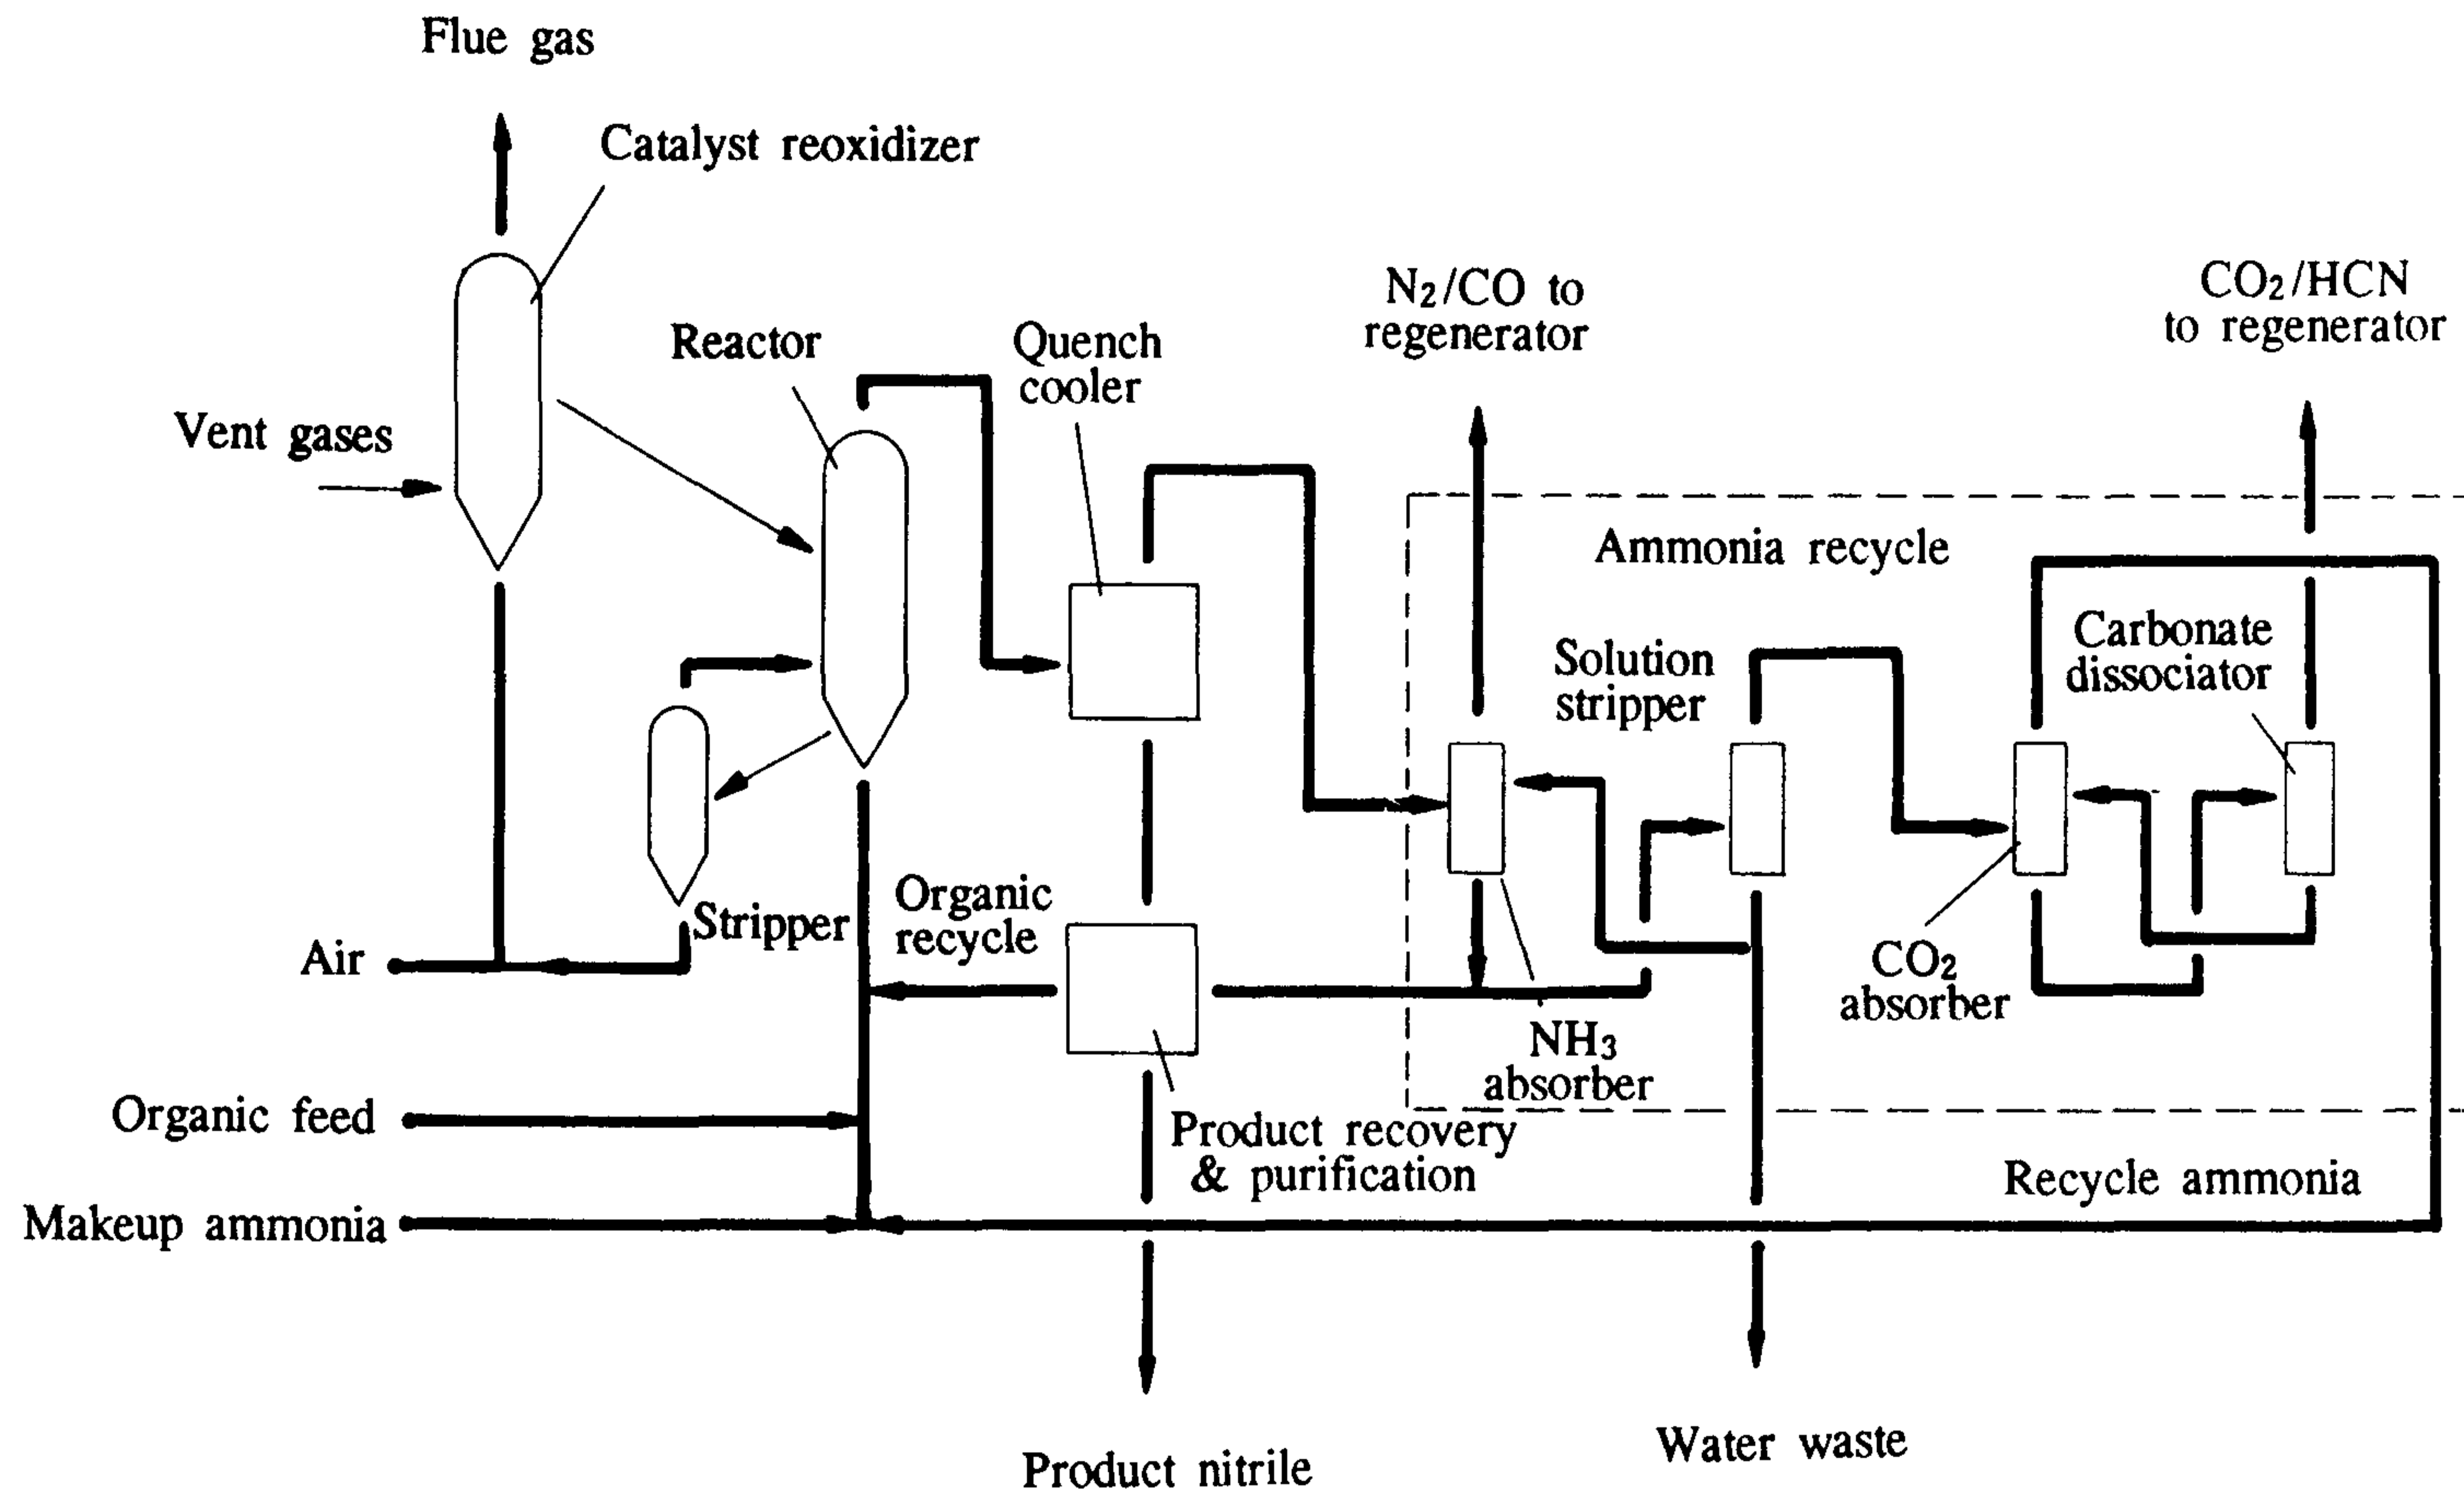 Flue gas
Catalyst reoxidizer
N₂/CO to
regenerator
CO₂/HCN
to regenerator
Reactor
Quench
cooler
Vent gases
Ammonia recycle
Carbonate
dissociator
Solution
stripper
Organic
recycle
Stripper
Air
CO₂
absorber
NH₃
absorber
Organic feed
Product recovery
& purification
Recycle ammonia
Makeup ammonia
Water waste
Product nitrile